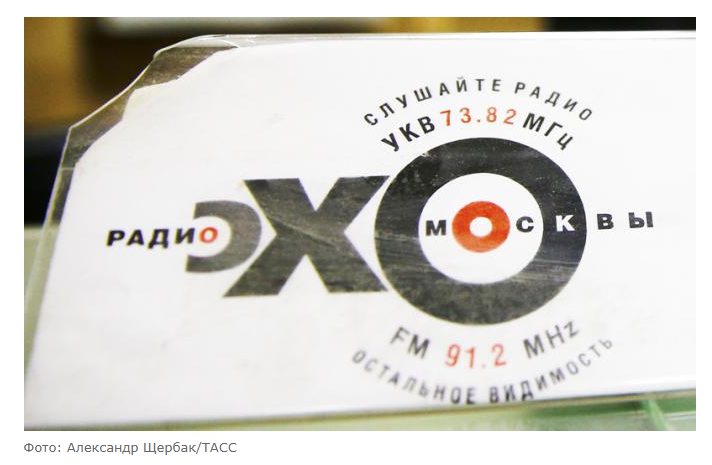 СЛУШАЙТЕ РАДИО
УКВ 73.82 МГц
РАДИО ЭХО МОСКВЫ
FM 91.2 MHz
ОСТАЛЬНОЕ ВИДИМОСТЬ
Фото: Александр Щербак/ТАСС